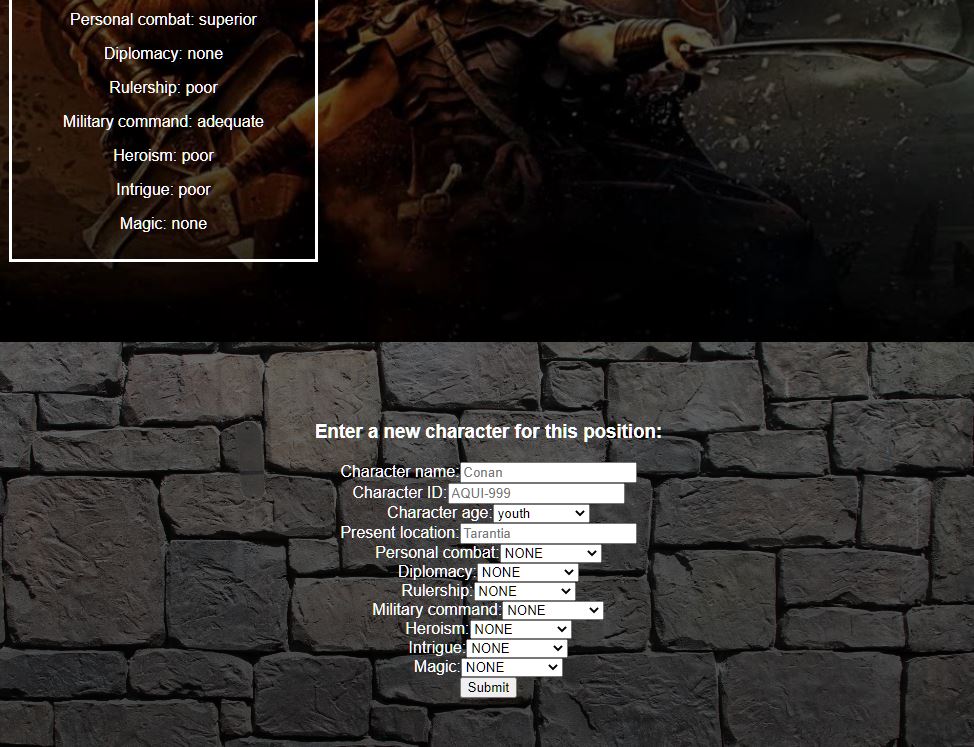 Personal combat: superior
Diplomacy: none
Rulership: poor
Military command: adequate
Heroism: poor
Intrigue: poor
Magic: none
Enter a new character for this position:
Character name: Conan
Character ID: AQUI-999
Character age: youth
Present location: Tarantia
Personal combat: NONE
Diplomacy: NONE
Rulership: NONE
Military command: NONE
Heroism: NONE
Intrigue: NONE
Magic: NONE
Submit